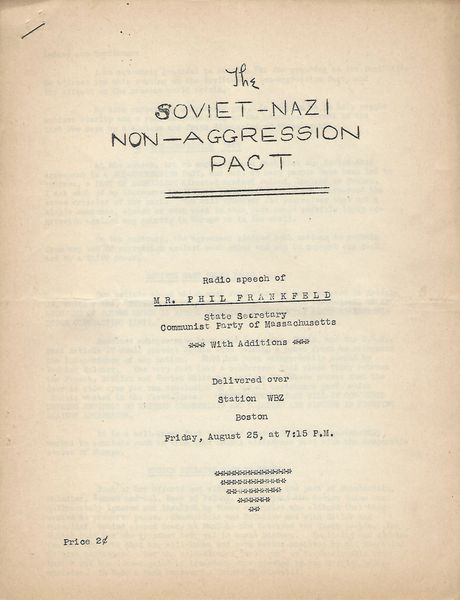 The
SOVIET-NAZI
NON-AGGRESSION
PACT
Radio speech of
MR. PHIL FRANKFELD
State Secretary
Communist Party of Massachusetts
*** With Additions ***
Delivered over
Station WBZ
Boston
Friday, August 25, at 7:15 P.M.
Price 2¢